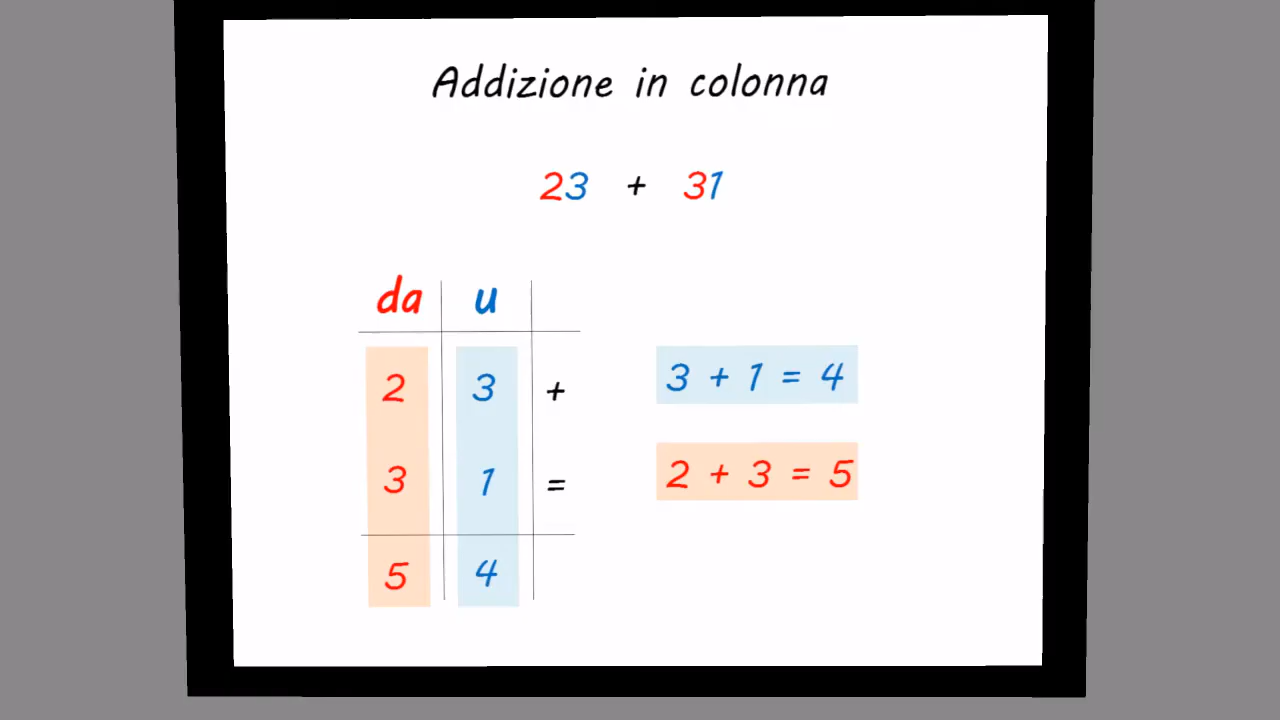 Addizione in colonna
23 + 31
da u
2 3 +
3 1 =
5 4
3 + 1 = 4
2 + 3 = 5